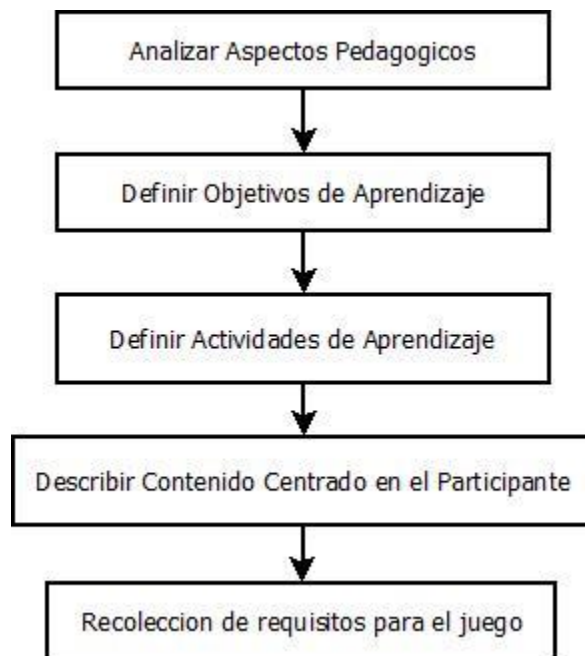 Analizar Aspectos Pedagogicos
Definir Objetivos de Aprendizaje
Definir Actividades de Aprendizaje
Describir Contenido Centrado en el Participante
Recoleccion de requisitos para el juego